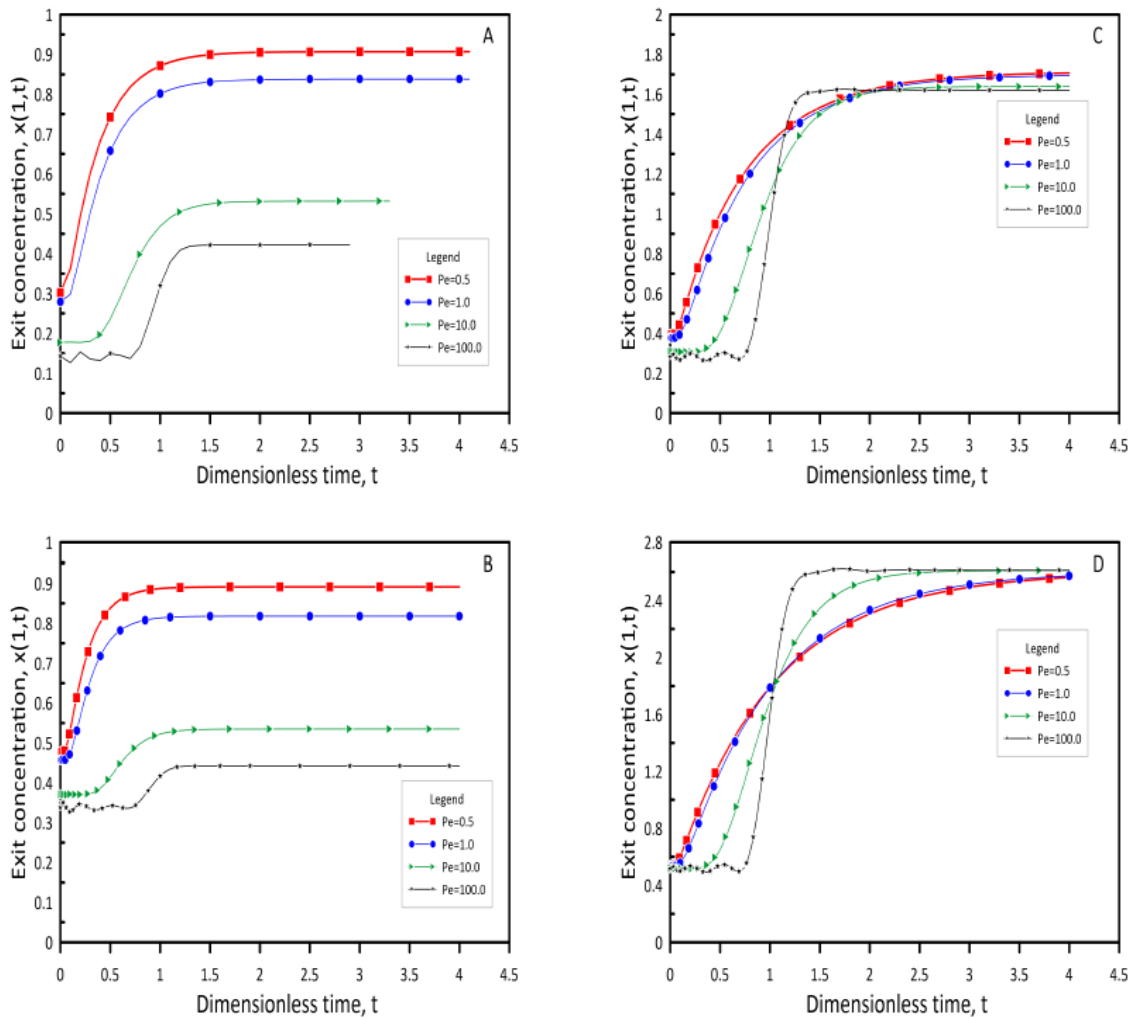 A
1
0.9
0.8
0.7
0.6
0.5
0.4
0.3
0.2
0.1
0
Exit concentration, x(1,t)
Legend
Pe=0.5
Pe=1.0
Pe=10.0
Pe=100.0
0 0.5 1 1.5 2 2.5 3 3.5 4 4.5
Dimensionless time, t
C
2
1.8
1.6
1.4
1.2
1
0.8
0.6
0.4
0.2
0
Exit concentration, x(1,t)
Legend
Pe=0.5
Pe=1.0
Pe=10.0
Pe=100.0
0 0.5 1 1.5 2 2.5 3 3.5 4 4.5
Dimensionless time, t
B
1
0.9
0.8
0.7
0.6
0.5
0.4
0.3
0.2
0.1
0
Exit concentration, x(1,t)
Legend
Pe=0.5
Pe=1.0
Pe=10.0
Pe=100.0
0 0.5 1 1.5 2 2.5 3 3.5 4 4.5
Dimensionless time, t
D
2.8
2.4
2
1.6
1.2
0.8
0.4
0
Exit concentration, x(1,t)
Legend
Pe=0.5
Pe=1.0
Pe=10.0
Pe=100.0
0 0.5 1 1.5 2 2.5 3 3.5 4 4.5
Dimensionless time, t